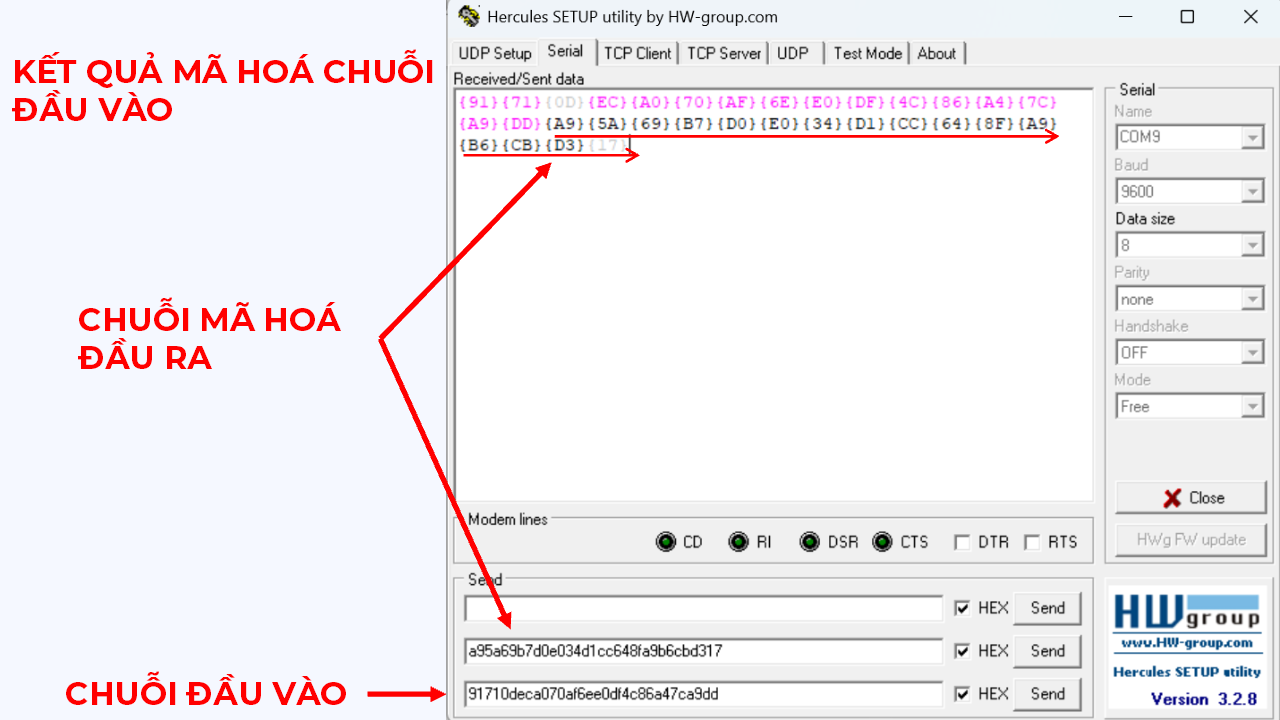 Hercules SETUP utility by HW-group.com
KẾT QUẢ MÃ HOÁ CHUỖI
ĐẦU VÀO
UDP Setup Serial TCP Client TCP Server UDP Test Mode About
Received/Sent data
{91}{71}{0D}{EC}{A0}{70}{AF}{6E}{E0}{DF}{4C}{86}{A4}{7C}
{A9}{DD}{A9}{5A}{69}{B7}{D0}{E0}{34}{D1}{CC}{64}{8F}{A9}
{B6}{CB}{D3}{17}
Serial
Name
COM9
Baud
9600
Data size
8
Parity
none
Handshake
OFF
Mode
Free
Close
HWg FW update
CHUỖI MÃ HOÁ
ĐẦU RA
Modem lines
CD RI DSR CTS DTR RTS
Send
HEX Send
a95a69b7d0e034d1cc648fa9b6cbd317 HEX Send
CHUỖI ĐẦU VÀO
91710deca070af6ee0df4c86a47ca9dd HEX Send
HWgroup
www.HW-group.com
Hercules SETUP utility
Version 3.2.8